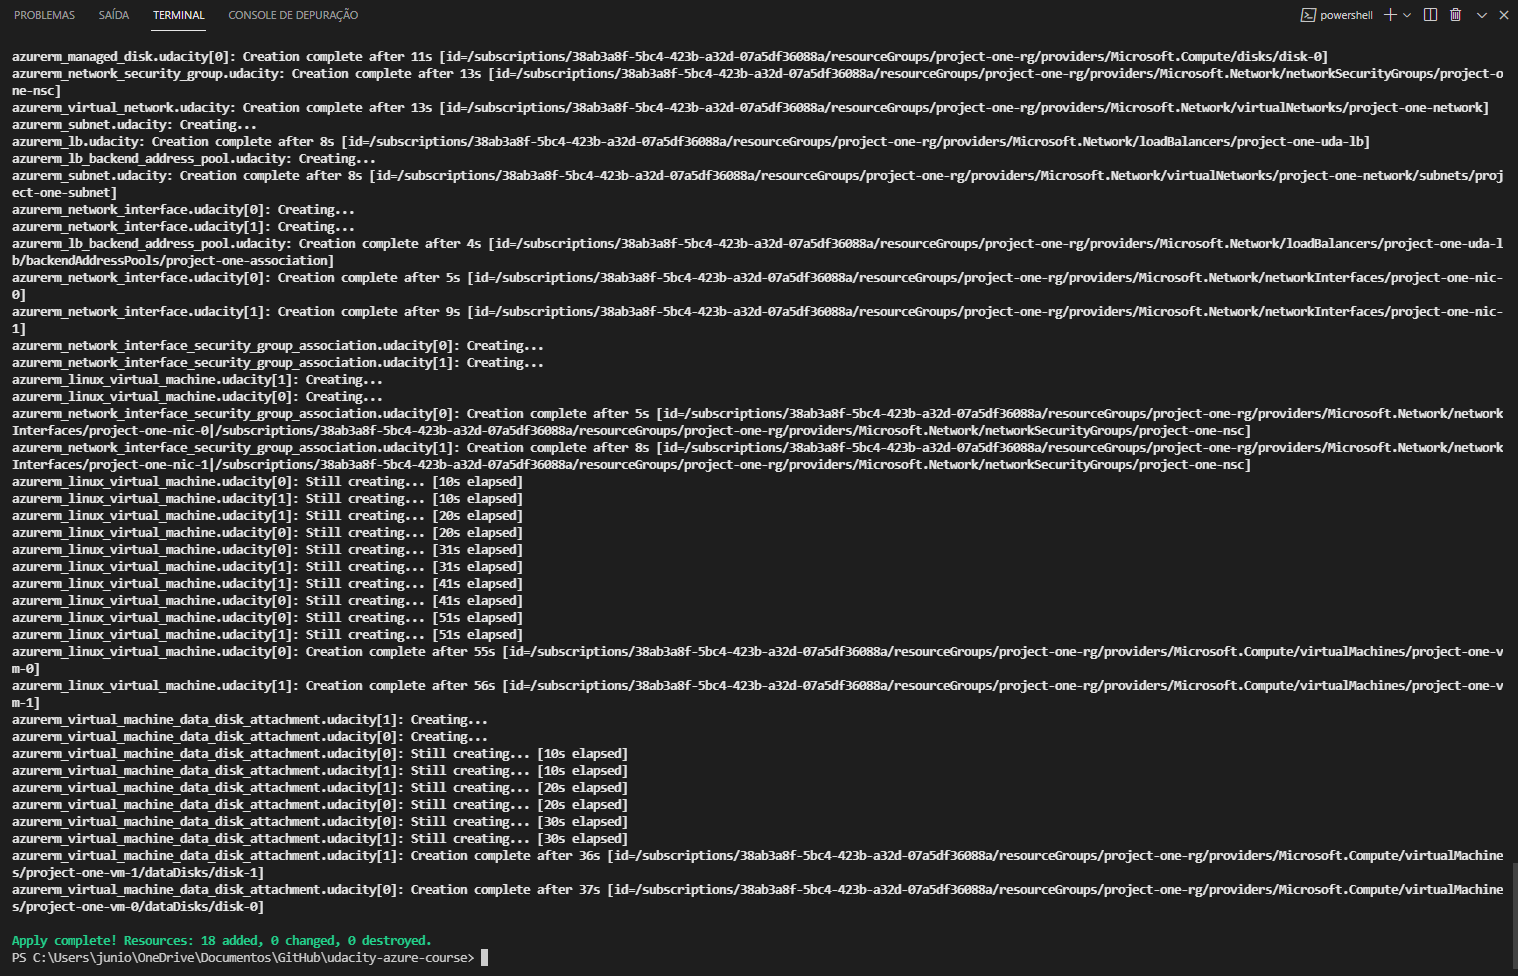 PROBLEMAS SAÍDA TERMINAL CONSOLE DE DEPURAÇÃO powershell
azurerm_managed_disk.udacity[0]: Creation complete after 11s [id=/subscriptions/38ab3a8f-5bc4-423b-a32d-07a5df36088a/resourceGroups/project-one-rg/providers/Microsoft.Compute/disks/disk-0]
azurerm_network_security_group.udacity: Creation complete after 13s [id=/subscriptions/38ab3a8f-5bc4-423b-a32d-07a5df36088a/resourceGroups/project-one-rg/providers/Microsoft.Network/networkSecurityGroups/project-o
ne-nsc]
azurerm_virtual_network.udacity: Creation complete after 13s [id=/subscriptions/38ab3a8f-5bc4-423b-a32d-07a5df36088a/resourceGroups/project-one-rg/providers/Microsoft.Network/virtualNetworks/project-one-network]
azurerm_subnet.udacity: Creating...
azurerm_lb.udacity: Creation complete after 8s [id=/subscriptions/38ab3a8f-5bc4-423b-a32d-07a5df36088a/resourceGroups/project-one-rg/providers/Microsoft.Network/loadBalancers/project-one-uda-lb]
azurerm_lb_backend_address_pool.udacity: Creating...
azurerm_subnet.udacity: Creation complete after 8s [id=/subscriptions/38ab3a8f-5bc4-423b-a32d-07a5df36088a/resourceGroups/project-one-rg/providers/Microsoft.Network/virtualNetworks/project-one-network/subnets/proj
ect-one-subnet]
azurerm_network_interface.udacity[0]: Creating...
azurerm_network_interface.udacity[1]: Creating...
azurerm_lb_backend_address_pool.udacity: Creation complete after 4s [id=/subscriptions/38ab3a8f-5bc4-423b-a32d-07a5df36088a/resourceGroups/project-one-rg/providers/Microsoft.Network/loadBalancers/project-one-uda-l
b/backendAddressPools/project-one-association]
azurerm_network_interface.udacity[0]: Creation complete after 5s [id=/subscriptions/38ab3a8f-5bc4-423b-a32d-07a5df36088a/resourceGroups/project-one-rg/providers/Microsoft.Network/networkInterfaces/project-one-nic-
0]
azurerm_network_interface.udacity[1]: Creation complete after 9s [id=/subscriptions/38ab3a8f-5bc4-423b-a32d-07a5df36088a/resourceGroups/project-one-rg/providers/Microsoft.Network/networkInterfaces/project-one-nic-
1]
azurerm_network_interface_security_group_association.udacity[0]: Creating...
azurerm_network_interface_security_group_association.udacity[1]: Creating...
azurerm_linux_virtual_machine.udacity[1]: Creating...
azurerm_linux_virtual_machine.udacity[0]: Creating...
azurerm_network_interface_security_group_association.udacity[0]: Creation complete after 5s [id=/subscriptions/38ab3a8f-5bc4-423b-a32d-07a5df36088a/resourceGroups/project-one-rg/providers/Microsoft.Network/network
Interfaces/project-one-nic-0|/subscriptions/38ab3a8f-5bc4-423b-a32d-07a5df36088a/resourceGroups/project-one-rg/providers/Microsoft.Network/networkSecurityGroups/project-one-nsc]
azurerm_network_interface_security_group_association.udacity[1]: Creation complete after 8s [id=/subscriptions/38ab3a8f-5bc4-423b-a32d-07a5df36088a/resourceGroups/project-one-rg/providers/Microsoft.Network/network
Interfaces/project-one-nic-1|/subscriptions/38ab3a8f-5bc4-423b-a32d-07a5df36088a/resourceGroups/project-one-rg/providers/Microsoft.Network/networkSecurityGroups/project-one-nsc]
azurerm_linux_virtual_machine.udacity[0]: Still creating... [10s elapsed]
azurerm_linux_virtual_machine.udacity[1]: Still creating... [10s elapsed]
azurerm_linux_virtual_machine.udacity[1]: Still creating... [20s elapsed]
azurerm_linux_virtual_machine.udacity[0]: Still creating... [20s elapsed]
azurerm_linux_virtual_machine.udacity[0]: Still creating... [31s elapsed]
azurerm_linux_virtual_machine.udacity[1]: Still creating... [31s elapsed]
azurerm_linux_virtual_machine.udacity[1]: Still creating... [41s elapsed]
azurerm_linux_virtual_machine.udacity[0]: Still creating... [41s elapsed]
azurerm_linux_virtual_machine.udacity[0]: Still creating... [51s elapsed]
azurerm_linux_virtual_machine.udacity[1]: Still creating... [51s elapsed]
azurerm_linux_virtual_machine.udacity[0]: Creation complete after 55s [id=/subscriptions/38ab3a8f-5bc4-423b-a32d-07a5df36088a/resourceGroups/project-one-rg/providers/Microsoft.Compute/virtualMachines/project-one-v
m-0]
azurerm_linux_virtual_machine.udacity[1]: Creation complete after 56s [id=/subscriptions/38ab3a8f-5bc4-423b-a32d-07a5df36088a/resourceGroups/project-one-rg/providers/Microsoft.Compute/virtualMachines/project-one-v
m-1]
azurerm_virtual_machine_data_disk_attachment.udacity[1]: Creating...
azurerm_virtual_machine_data_disk_attachment.udacity[0]: Creating...
azurerm_virtual_machine_data_disk_attachment.udacity[0]: Still creating... [10s elapsed]
azurerm_virtual_machine_data_disk_attachment.udacity[1]: Still creating... [10s elapsed]
azurerm_virtual_machine_data_disk_attachment.udacity[1]: Still creating... [20s elapsed]
azurerm_virtual_machine_data_disk_attachment.udacity[0]: Still creating... [20s elapsed]
azurerm_virtual_machine_data_disk_attachment.udacity[0]: Still creating... [30s elapsed]
azurerm_virtual_machine_data_disk_attachment.udacity[1]: Still creating... [30s elapsed]
azurerm_virtual_machine_data_disk_attachment.udacity[1]: Creation complete after 36s [id=/subscriptions/38ab3a8f-5bc4-423b-a32d-07a5df36088a/resourceGroups/project-one-rg/providers/Microsoft.Compute/virtualMachine
s/project-one-vm-1/dataDisks/disk-1]
azurerm_virtual_machine_data_disk_attachment.udacity[0]: Creation complete after 37s [id=/subscriptions/38ab3a8f-5bc4-423b-a32d-07a5df36088a/resourceGroups/project-one-rg/providers/Microsoft.Compute/virtualMachine
s/project-one-vm-0/dataDisks/disk-0]
Apply complete! Resources: 18 added, 0 changed, 0 destroyed.
PS C:\Users\junio\OneDrive\Documentos\GitHub\udacity-azure-course>